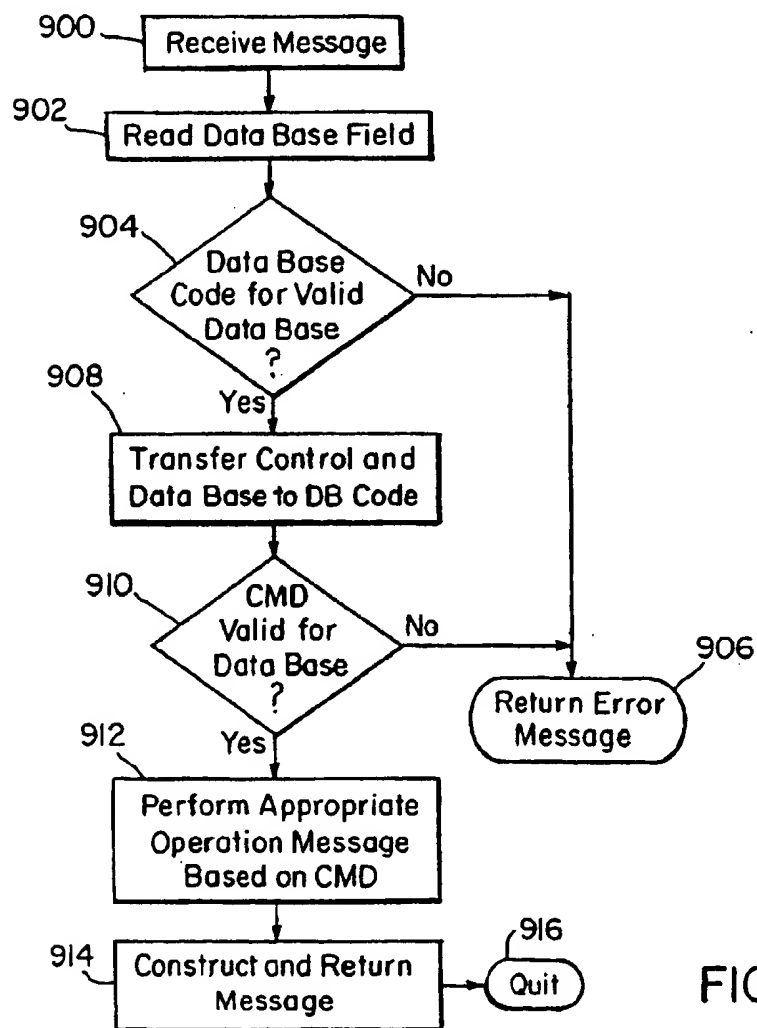 900
Receive Message
902
Read Data Base Field
904
Data Base
Code for Valid
Data Base
?
No
Yes
908
Transfer Control and
Data Base to DB Code
910
CMD
Valid for
Data Base
?
No
Yes
906
Return Error
Message
912
Perform Appropriate
Operation Message
Based on CMD
914
Construct and Return
Message
916
Quit
FIG